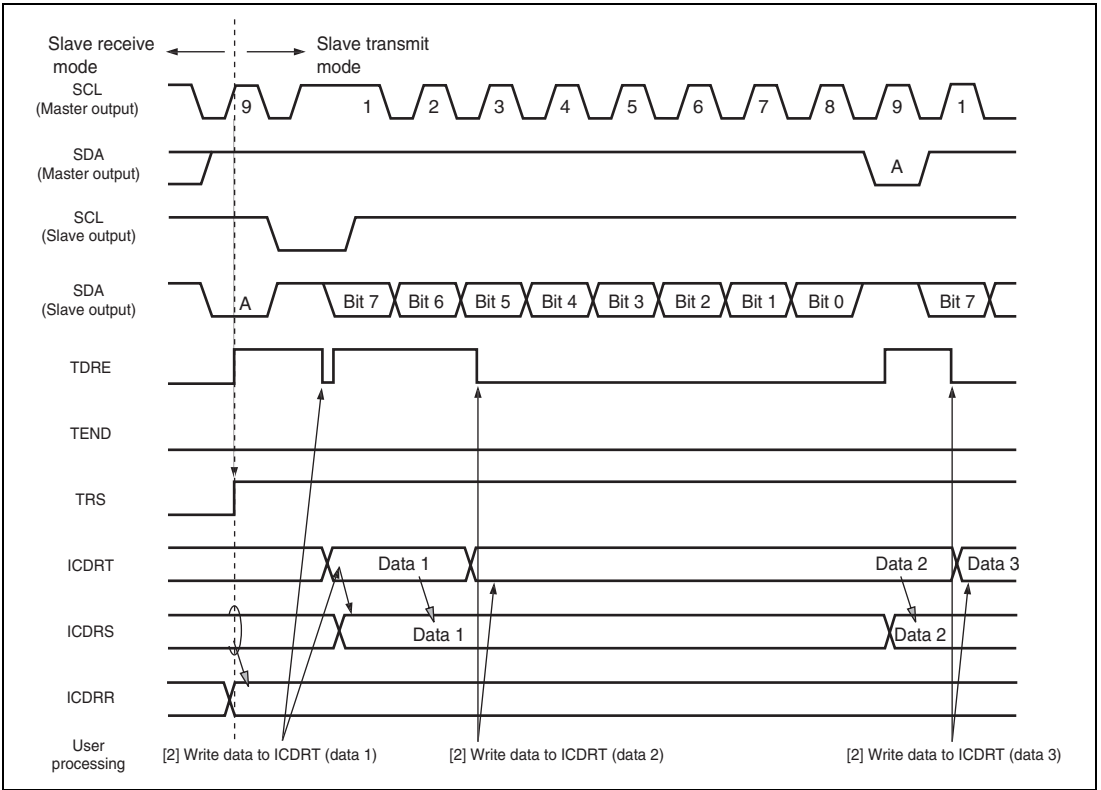 Slave receive
mode
Slave transmit
mode
SCL
(Master output)
9 1 2 3 4 5 6 7 8 9 1
SDA
(Master output)
A
SCL
(Slave output)
SDA
(Slave output)
A Bit 7 Bit 6 Bit 5 Bit 4 Bit 3 Bit 2 Bit 1 Bit 0 Bit 7
TDRE
TEND
TRS
ICDRT
Data 1 Data 2 Data 3
ICDRS
Data 1 Data 2
ICDRR
User
processing
[2] Write data to ICDRT (data 1) [2] Write data to ICDRT (data 2) [2] Write data to ICDRT (data 3)